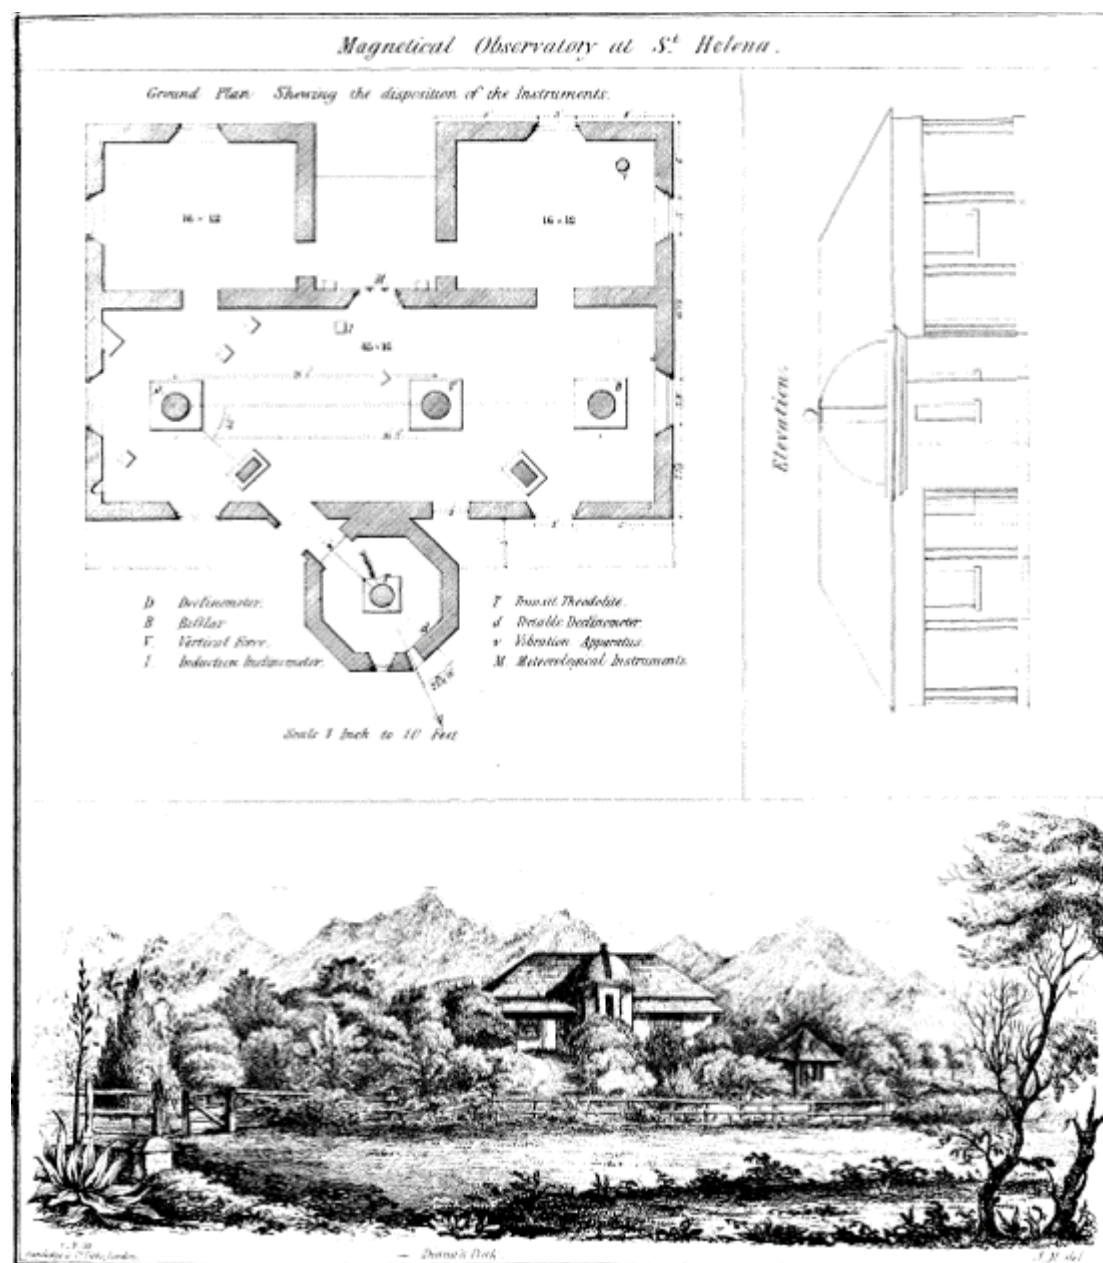 Magnetical Observatory at St. Helena.
Ground Plan Shewing the disposition of the Instruments.
16 × 12
16 × 12
M
I
D
V
B
Elevation.
D Declinometer.
B Bifilar
V. Vertical Force.
I. Induction Inclinometer.
T Transit Theodolite.
d Portable Declinometer
v Vibration Apparatus.
M. Meteorological Instruments
d
Scale 1 Inch to 10 Feet
London
J. H. del